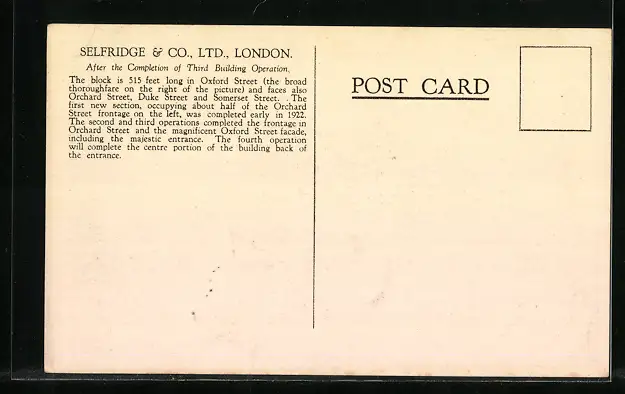 SELFRIDGE & CO., LTD., LONDON.
After the Completion of Third Building Operation.
The block is 515 feet long in Oxford Street (the broad
thoroughfare on the right of the picture) and faces also
Orchard Street, Duke Street and Somerset Street. . The
first new section, occupying about half of the Orchard
Street frontage on the left, was completed early in 1922.
The second and third operations completed the frontage in
Orchard Street and the magnificent Oxford Street facade,
including the majestic entrance. The fourth operation
will complete the centre portion of the building back of
the entrance.
POST CARD